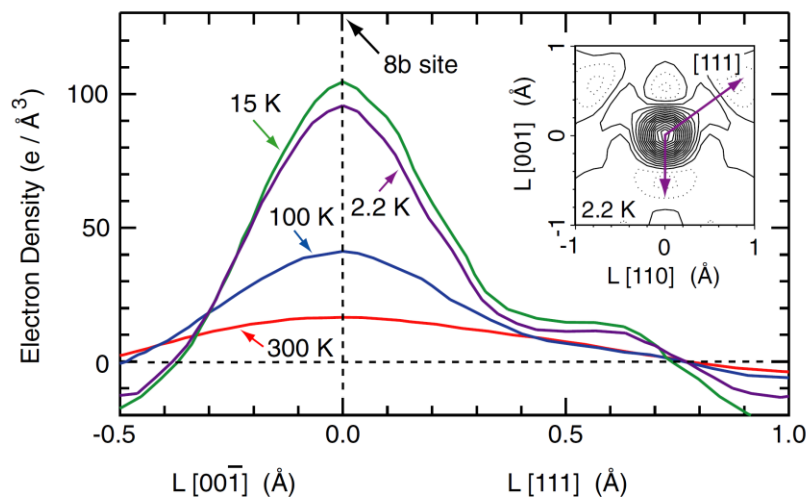 8b site
100
15 K
2.2 K
100 K
50
300 K
0
Electron Density (e / Å³)
-0.5
0.0
0.5
1.0
L [001̅] (Å)
L [111] (Å)
1
0
-1
L [001] (Å)
[111]
2.2 K
-1
0
1
L [110] (Å)